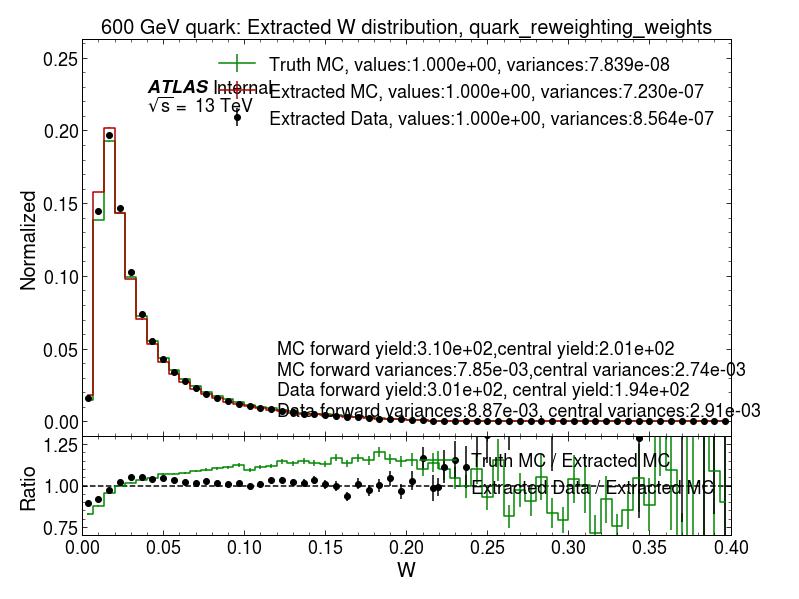 600 GeV quark: Extracted W distribution, quark_reweighting_weights
Truth MC, values:1.000e+00, variances:7.839e-08
ATLAS Internal
Extracted MC, values:1.000e+00, variances:7.230e-07
√s = 13 TeV
Extracted Data, values:1.000e+00, variances:8.564e-07
Normalized
0.25
0.20
0.15
0.10
0.05
0.00
MC forward yield:3.10e+02,central yield:2.01e+02
MC forward variances:7.85e-03,central variances:2.74e-03
Data forward yield:3.01e+02, central yield:1.94e+02
Data forward variances:8.87e-03, central variances:2.91e-03
Ratio
1.25
1.00
0.75
Truth MC / Extracted MC
Extracted Data / Extracted MC
0.00 0.05 0.10 0.15 0.20 0.25 0.30 0.35 0.40
W